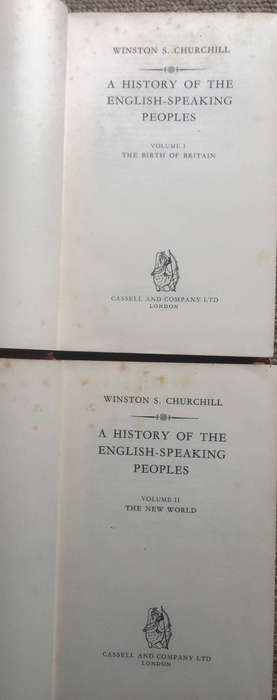 WINSTON S. CHURCHILL
A HISTORY OF THE
ENGLISH-SPEAKING
PEOPLES
VOLUME I
THE BIRTH OF BRITAIN
CASSELL AND COMPANY LTD
LONDON
WINSTON S. CHURCHILL
A HISTORY OF THE
ENGLISH-SPEAKING
PEOPLES
VOLUME II
THE NEW WORLD
CASSELL AND COMPANY LTD
LONDON